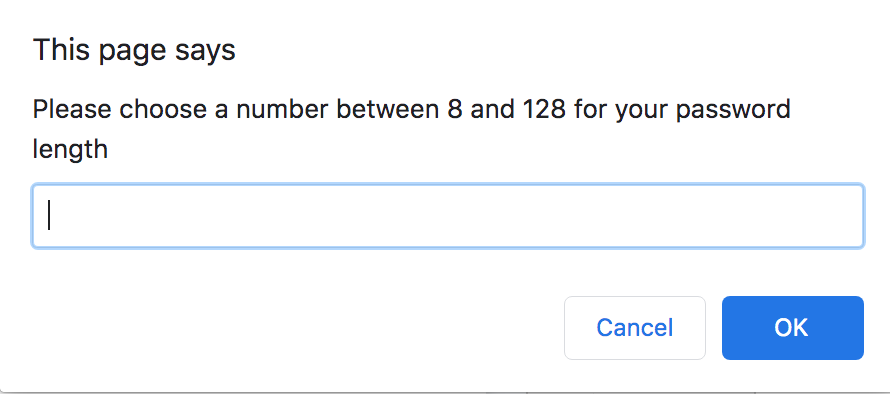 This page says
Please choose a number between 8 and 128 for your password
length
Cancel
OK